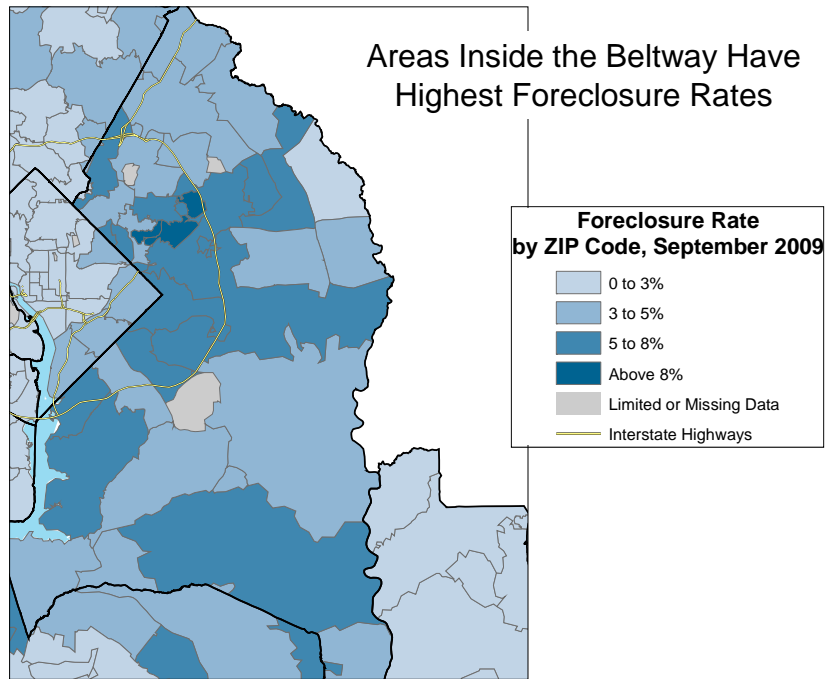 Areas Inside the Beltway Have
Highest Foreclosure Rates
Foreclosure Rate
by ZIP Code, September 2009
0 to 3%
3 to 5%
5 to 8%
Above 8%
Limited or Missing Data
Interstate Highways